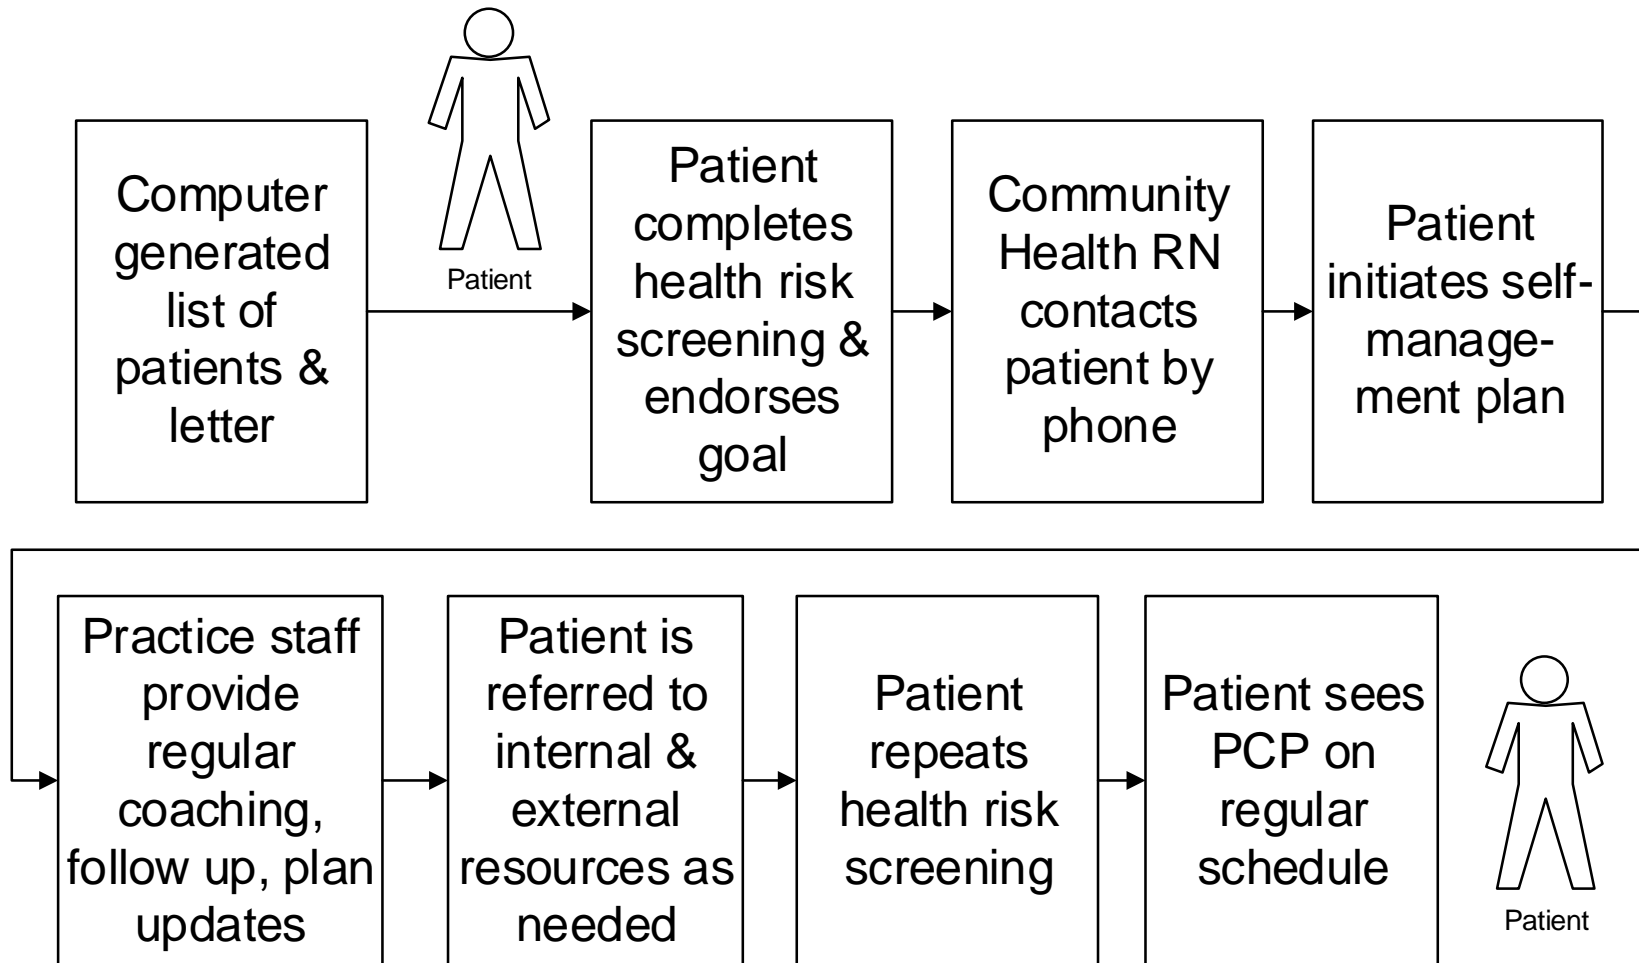 Computer
generated
list of
patients &
letter
Patient
Patient
completes
health risk
screening &
endorses
goal
Community
Health RN
contacts
patient by
phone
Patient
initiates self-
manage-
ment plan
Practice staff
provide
regular
coaching,
follow up, plan
updates
Patient is
referred to
internal &
external
resources as
needed
Patient
repeats
health risk
screening
Patient sees
PCP on
regular
schedule
Patient